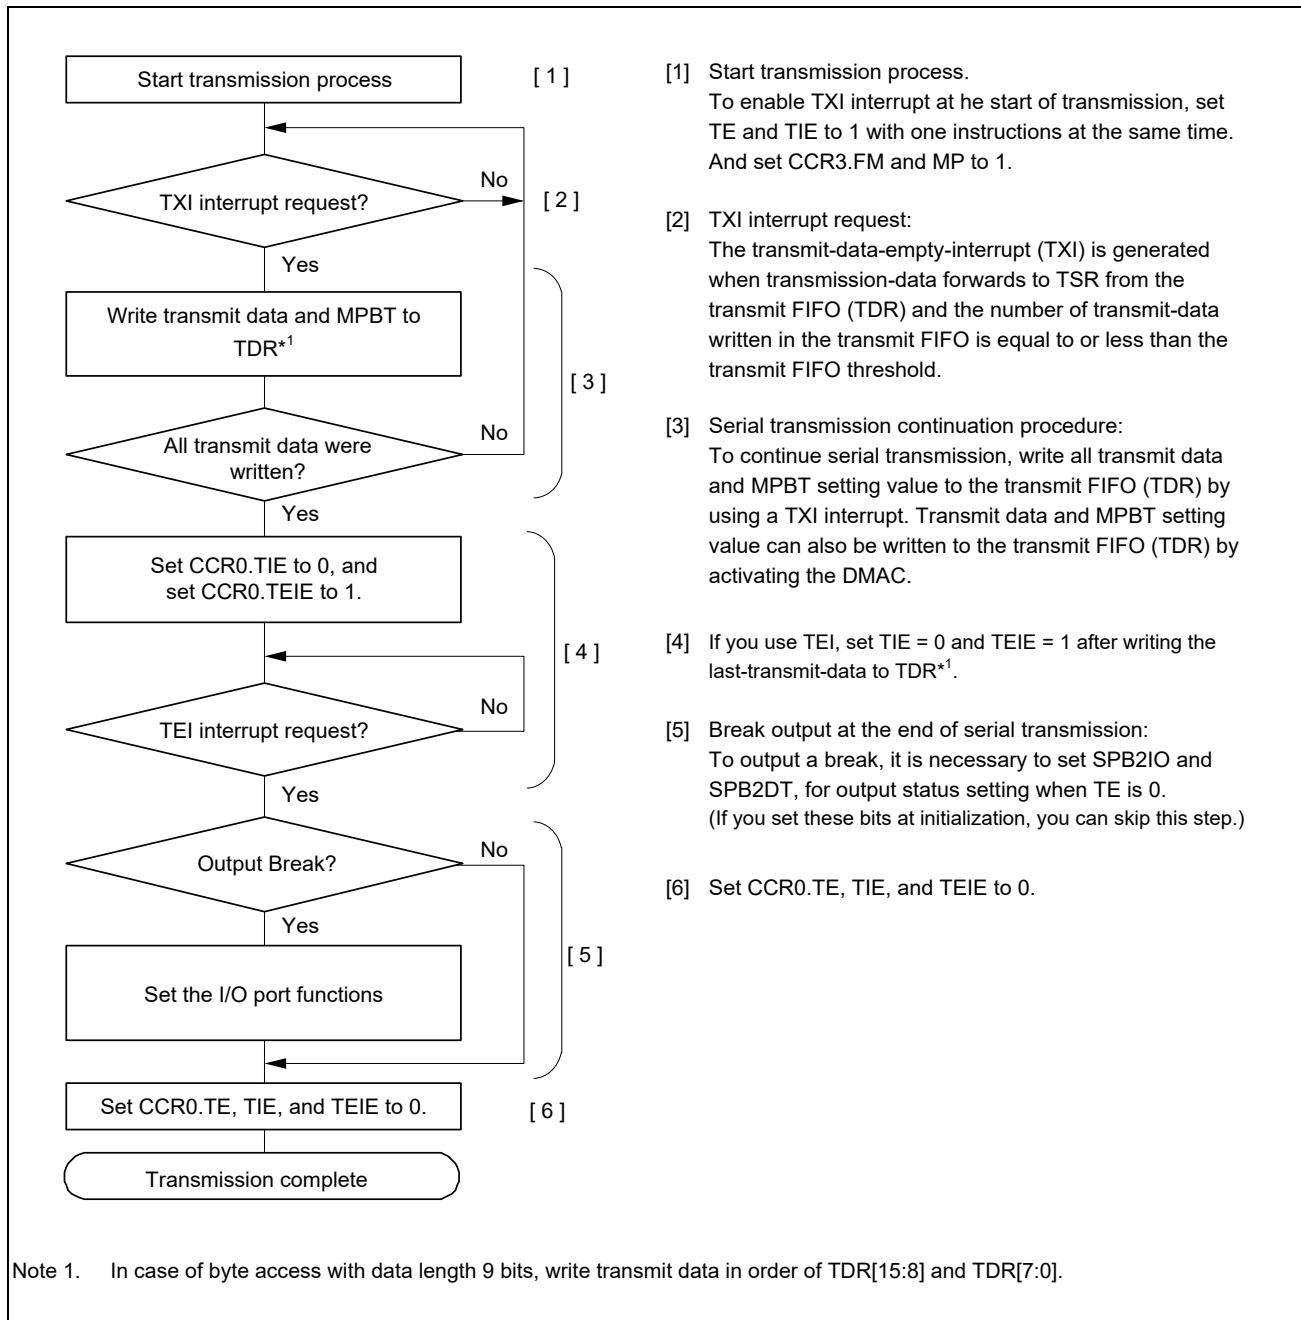 Start transmission process
[ 1 ]
TXI interrupt request?
No
[ 2 ]
Yes
Write transmit data and MPBT to
TDR*1
[ 3 ]
All transmit data were
written?
No
Yes
Set CCR0.TIE to 0, and
set CCR0.TEIE to 1.
[ 4 ]
TEI interrupt request?
No
Yes
Output Break?
No
Yes
[ 5 ]
Set the I/O port functions
Set CCR0.TE, TIE, and TEIE to 0.
[ 6 ]
Transmission complete
[1] Start transmission process.
To enable TXI interrupt at he start of transmission, set
TE and TIE to 1 with one instructions at the same time.
And set CCR3.FM and MP to 1.
[2] TXI interrupt request:
The transmit-data-empty-interrupt (TXI) is generated
when transmission-data forwards to TSR from the
transmit FIFO (TDR) and the number of transmit-data
written in the transmit FIFO is equal to or less than the
transmit FIFO threshold.
[3] Serial transmission continuation procedure:
To continue serial transmission, write all transmit data
and MPBT setting value to the transmit FIFO (TDR) by
using a TXI interrupt. Transmit data and MPBT setting
value can also be written to the transmit FIFO (TDR) by
activating the DMAC.
[4] If you use TEI, set TIE = 0 and TEIE = 1 after writing the
last-transmit-data to TDR*1.
[5] Break output at the end of serial transmission:
To output a break, it is necessary to set SPB2IO and
SPB2DT, for output status setting when TE is 0.
(If you set these bits at initialization, you can skip this step.)
[6] Set CCR0.TE, TIE, and TEIE to 0.
Note 1. In case of byte access with data length 9 bits, write transmit data in order of TDR[15:8] and TDR[7:0].